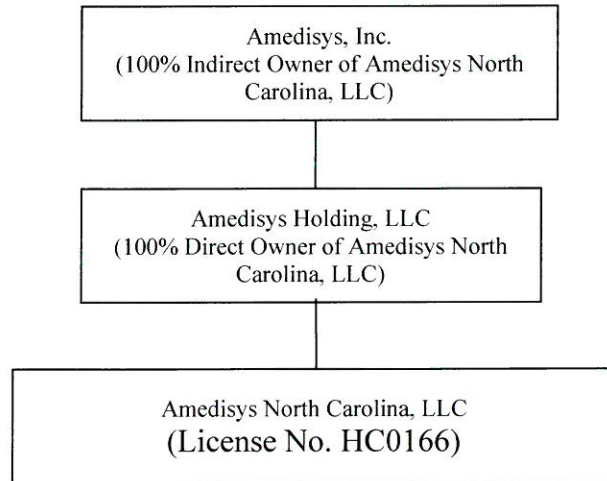 Amedisys, Inc.
(100% Indirect Owner of Amedisys North
Carolina, LLC)
Amedisys Holding, LLC
(100% Direct Owner of Amedisys North
Carolina, LLC)
Amedisys North Carolina, LLC
(License No. HC0166)